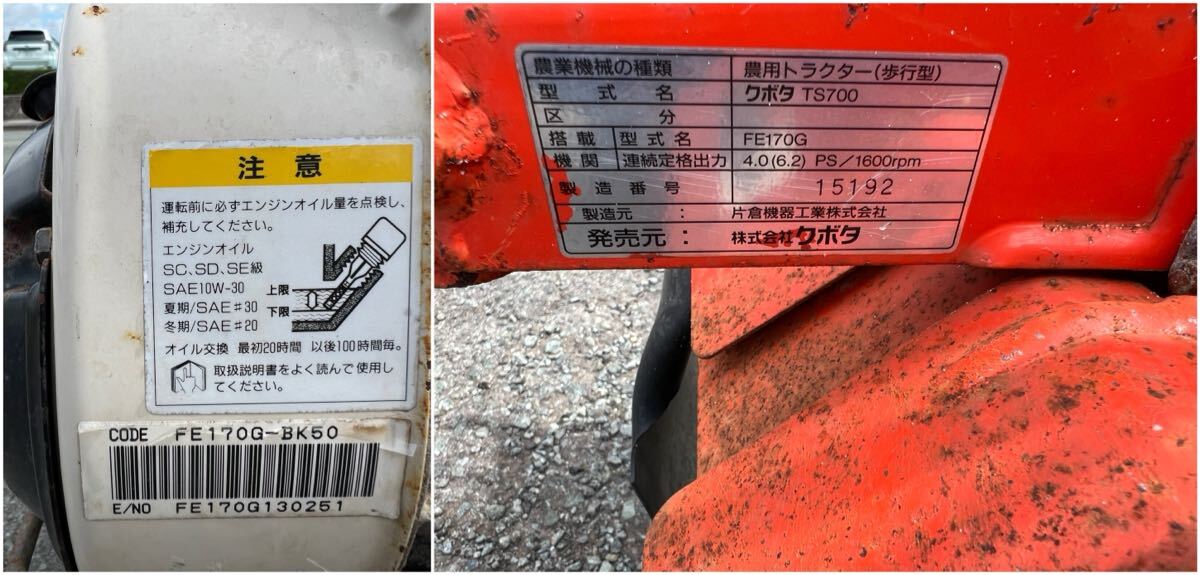 注意
運転前に必ずエンジンオイル量を点検し、
補充してください。
エンジンオイル
SC、SD、SE級
SAE10W-30
夏期/SAE#30
冬期/SAE#20
上限
下限
オイル交換 最初20時間 以後100時間毎。
取扱説明書をよく読んで使用し
てください。
CODE FE170G-BK50
E/NO FE170G130251
農業機械の種類 農用トラクター(歩行型)
型式名 クボタ TS700
区分
搭載機関 型式名 FE170G
連続定格出力 4.0(6.2) PS/1600rpm
製造番号 15192
製造元: 片倉機器工業株式会社
発売元: 株式会社クボタ